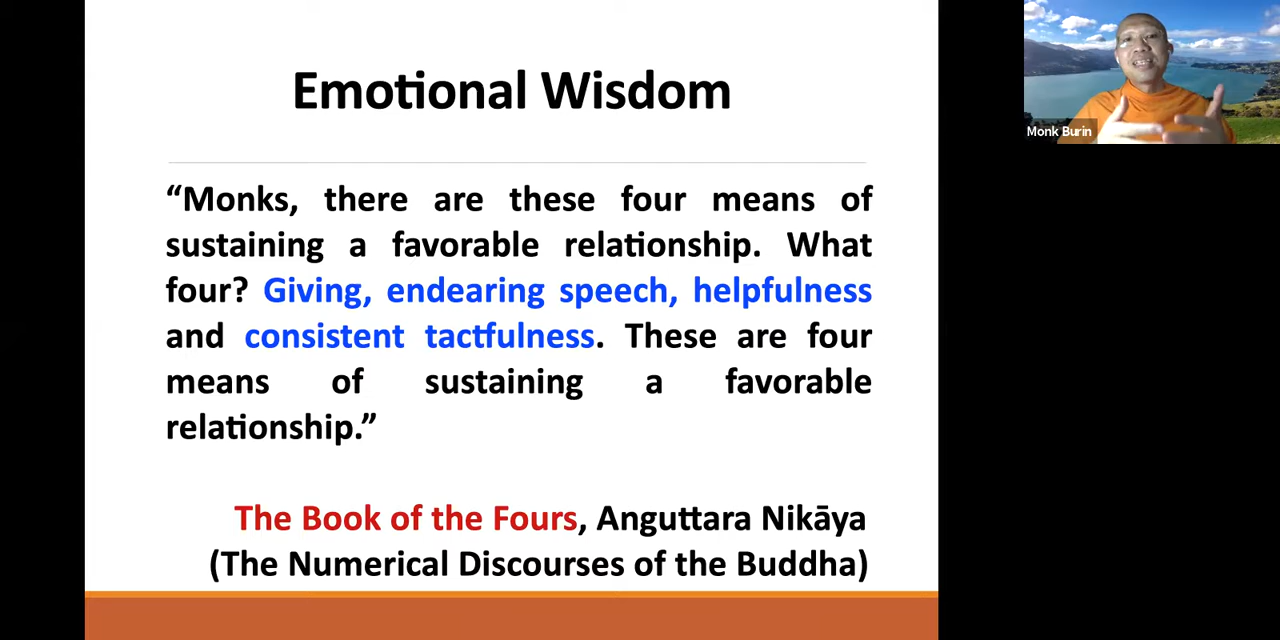 Emotional Wisdom
“Monks, there are these four means of
sustaining a favorable relationship. What
four? Giving, endearing speech, helpfulness
and consistent tactfulness. These are four
means of sustaining a favorable
relationship.”
The Book of the Fours, Anguttara Nikāya
(The Numerical Discourses of the Buddha)
Monk Burin